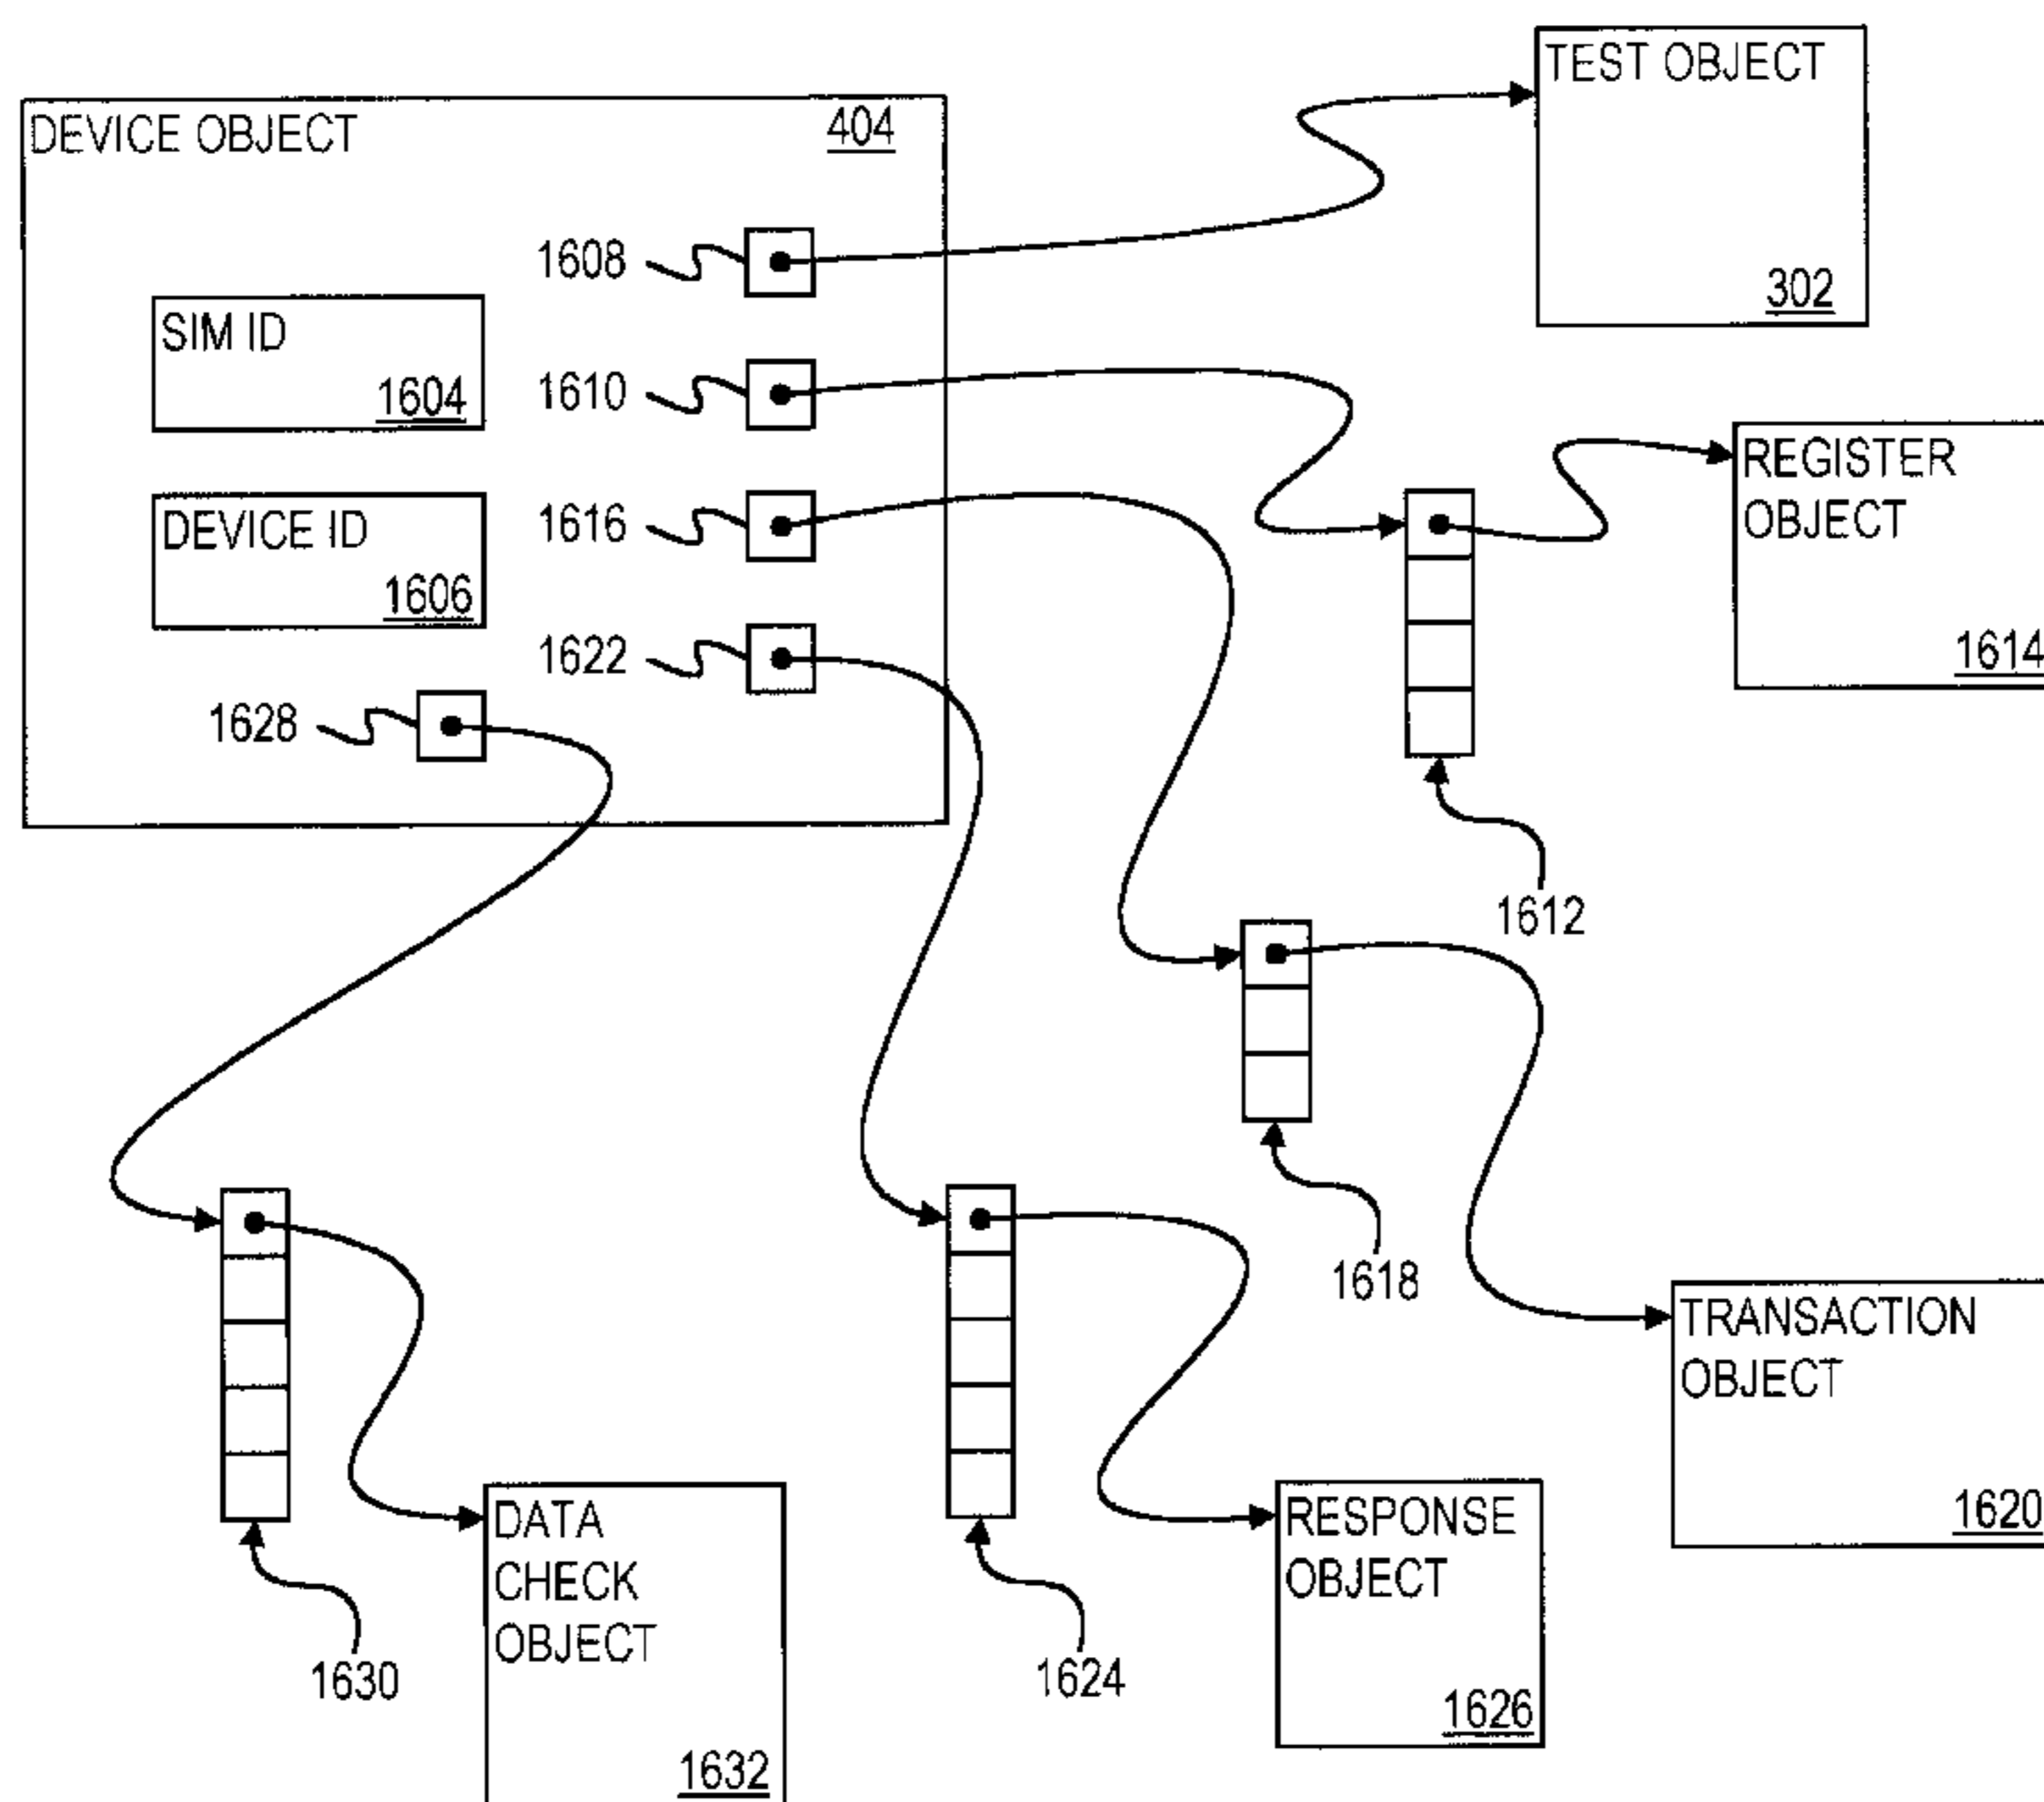 TEST OBJECT
302
DEVICE OBJECT
404
1608
SIM ID
1604
1610
DEVICE ID
1606
1616
1622
1628
REGISTER
OBJECT
1614
1612
1618
TRANSACTION
OBJECT
1620
DATA
CHECK
OBJECT
1632
1630
1624
RESPONSE
OBJECT
1626